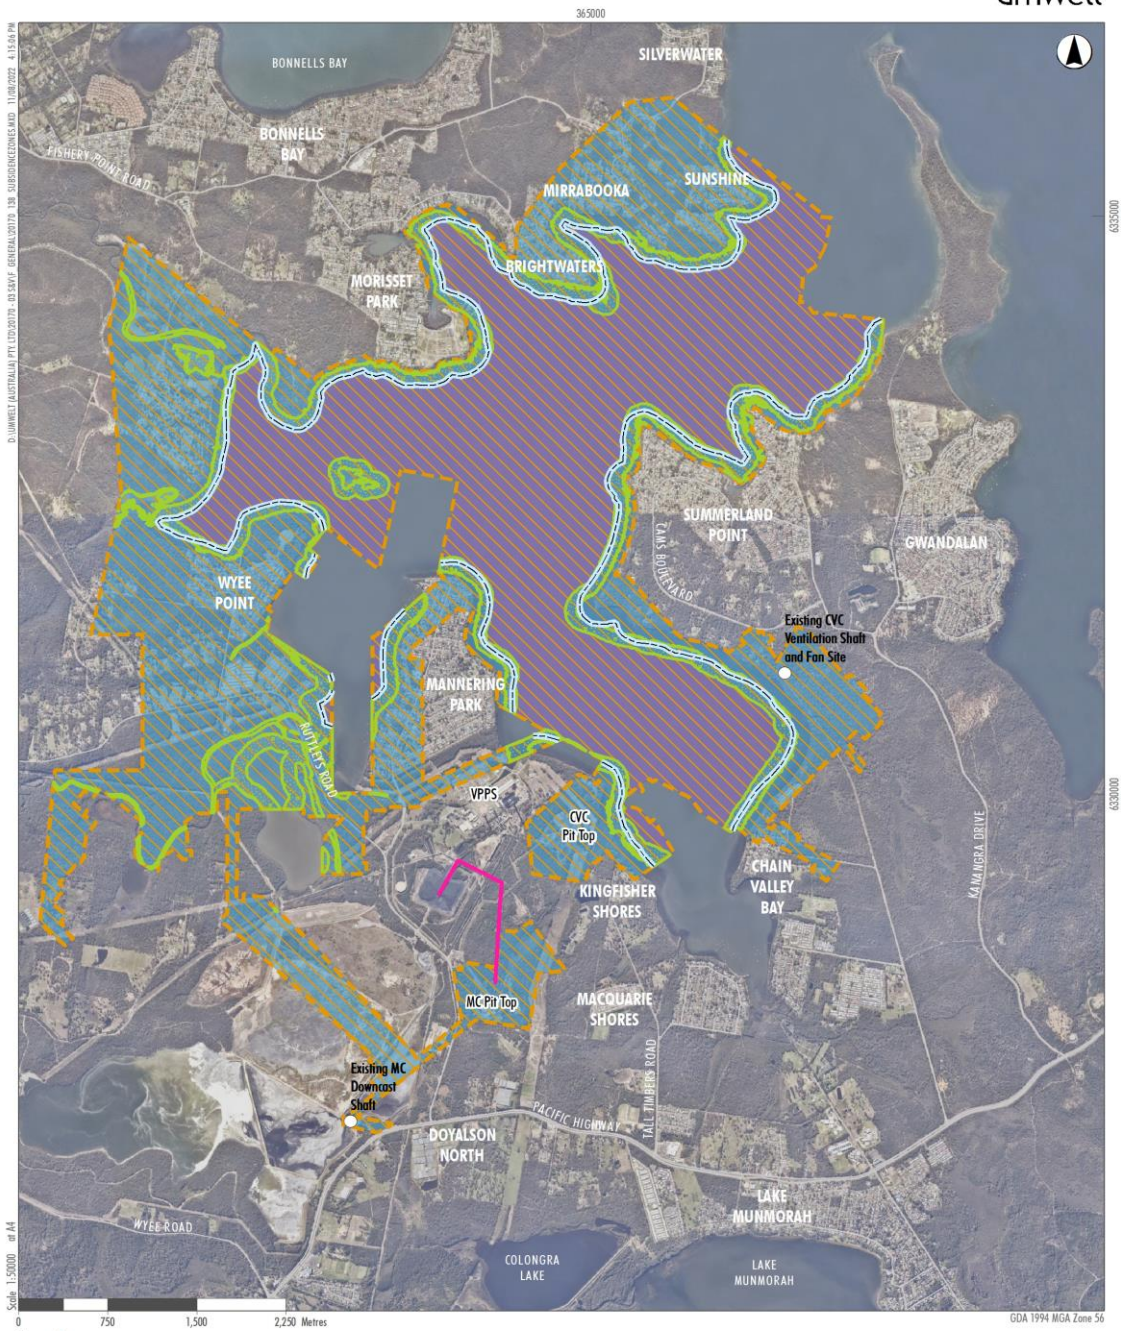 umwelt
365000
SILVERWATER
BONNELLS BAY
BONNELLS
BAY
FISHERY POINT ROAD
SUNSHINE
MIRRABOOKA
6335000
BRIGHTWATERS
MORISSET
PARK
SUMMERLAND
POINT
CAMS BOULEVARD
GWANDALAN
WYEE
POINT
Existing CVC
Ventilation Shaft
and Fan Site
MANNERING
PARK
RUTTLEYS ROAD
VPPS
6330000
CVC
Pit Top
KANANGRA DRIVE
CHAIN
VALLEY
BAY
KINGFISHER
SHORES
MC Pit Top
MACQUARIE
SHORES
Existing MC
Downcast
Shaft
TALL TIMBERS ROAD
PACIFIC HIGHWAY
DOYALSON
NORTH
LAKE
MUNMORAH
WYEE ROAD
COLONGRA
LAKE
LAKE
MUNMORAH
Scale 1:50000 at A4
0 750 1,500 2,250 Metres
GDA 1994 MGA Zone 56